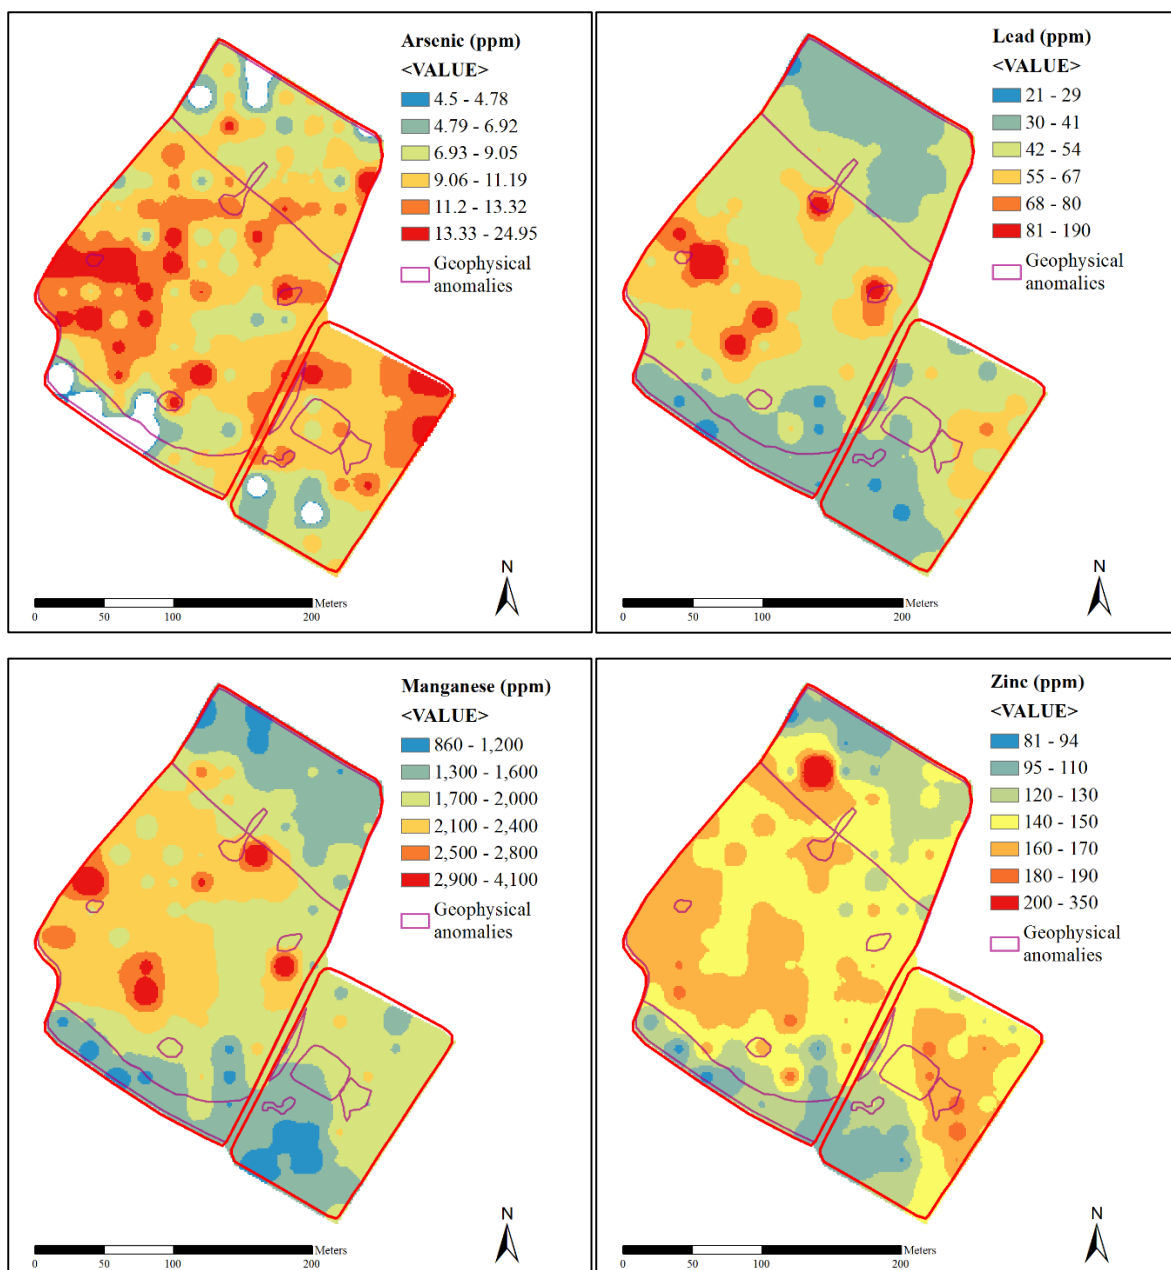 Arsenic (ppm)
<VALUE>
4.5 - 4.78
4.79 - 6.92
6.93 - 9.05
9.06 - 11.19
11.2 - 13.32
13.33 - 24.95
Geophysical
anomalies
N
Meters
0 50 100 200
Lead (ppm)
<VALUE>
21 - 29
30 - 41
42 - 54
55 - 67
68 - 80
81 - 190
Geophysical
anomalies
N
Meters
0 50 100 200
Manganese (ppm)
<VALUE>
860 - 1,200
1,300 - 1,600
1,700 - 2,000
2,100 - 2,400
2,500 - 2,800
2,900 - 4,100
Geophysical
anomalies
N
Meters
0 50 100 200
Zinc (ppm)
<VALUE>
81 - 94
95 - 110
120 - 130
140 - 150
160 - 170
180 - 190
200 - 350
Geophysical
anomalies
N
Meters
0 50 100 200